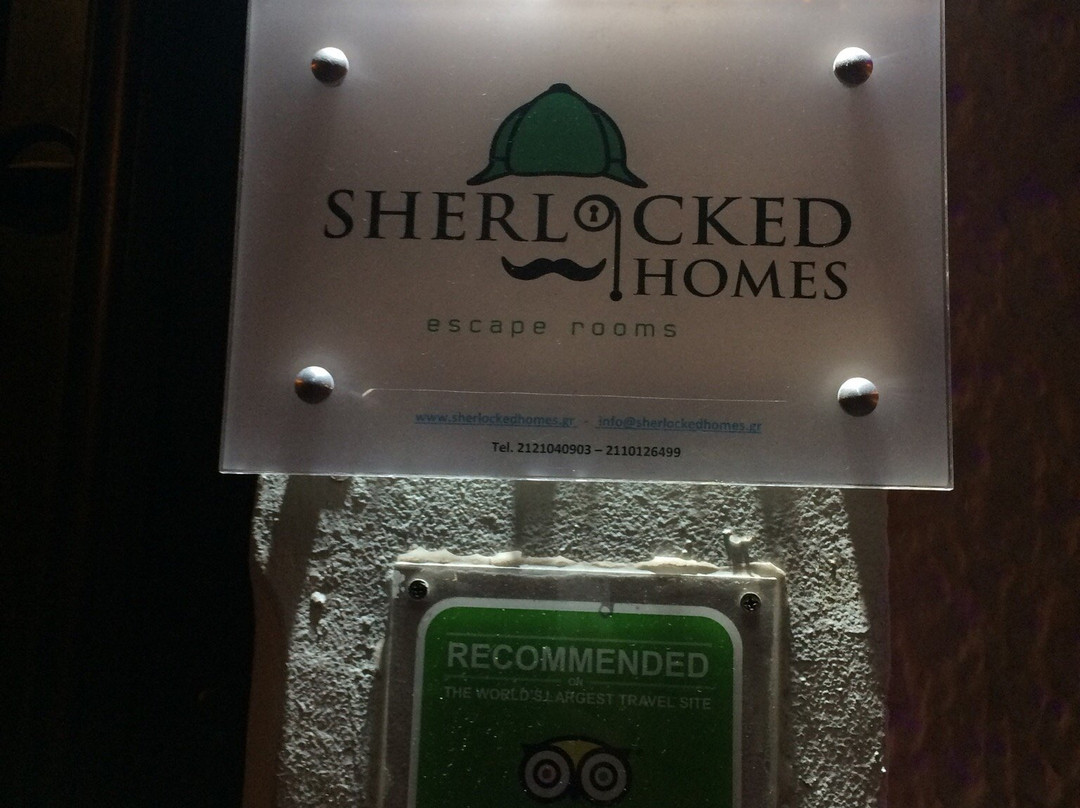 SHERLOCKED
HOMES
escape rooms
www.sherlockedhomes.gr - info@sherlockedhomes.gr
Tel. 2121040903 – 2110126499
RECOMMENDED
on
THE WORLD'S LARGEST TRAVEL SITE